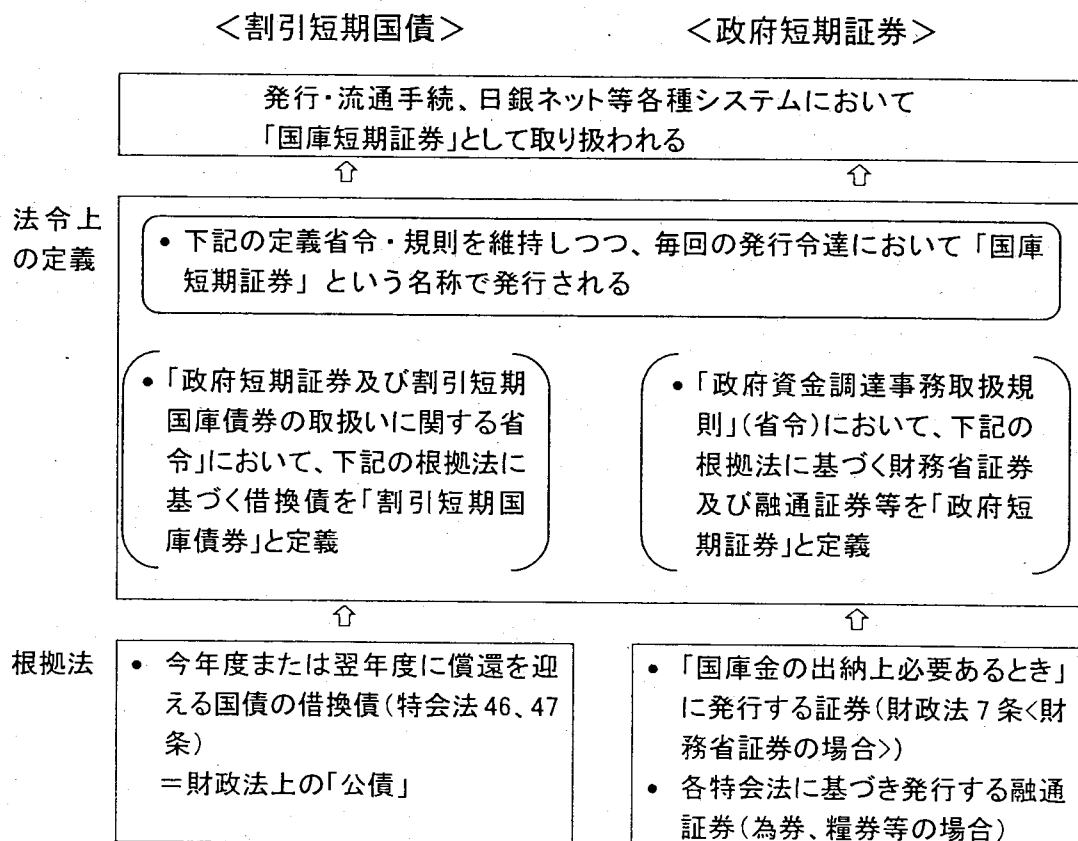 ＜割引短期国債＞
＜政府短期証券＞
発行・流通手続、日銀ネット等各種システムにおいて
「国庫短期証券」として取り扱われる
⇧
⇧
法令上
の定義
• 下記の定義省令・規則を維持しつつ、毎回の発行令達において「国庫
短期証券」という名称で発行される
• 「政府短期証券及び割引短期
国庫債券の取扱いに関する省
令」において、下記の根拠法に
基づく借換債を「割引短期国
庫債券」と定義
• 「政府資金調達事務取扱規
則」（省令）において、下記の
根拠法に基づく財務省証券
及び融通証券等を「政府短
期証券」と定義
⇧
⇧
根拠法
• 今年度または翌年度に償還を迎
える国債の借換債（特会法46、47
条）
＝財政法上の「公債」
• 「国庫金の出納上必要あるとき」
に発行する証券（財政法7条<財
務省証券の場合>）
• 各特会法に基づき発行する融通
証券（為券、糧券等の場合）